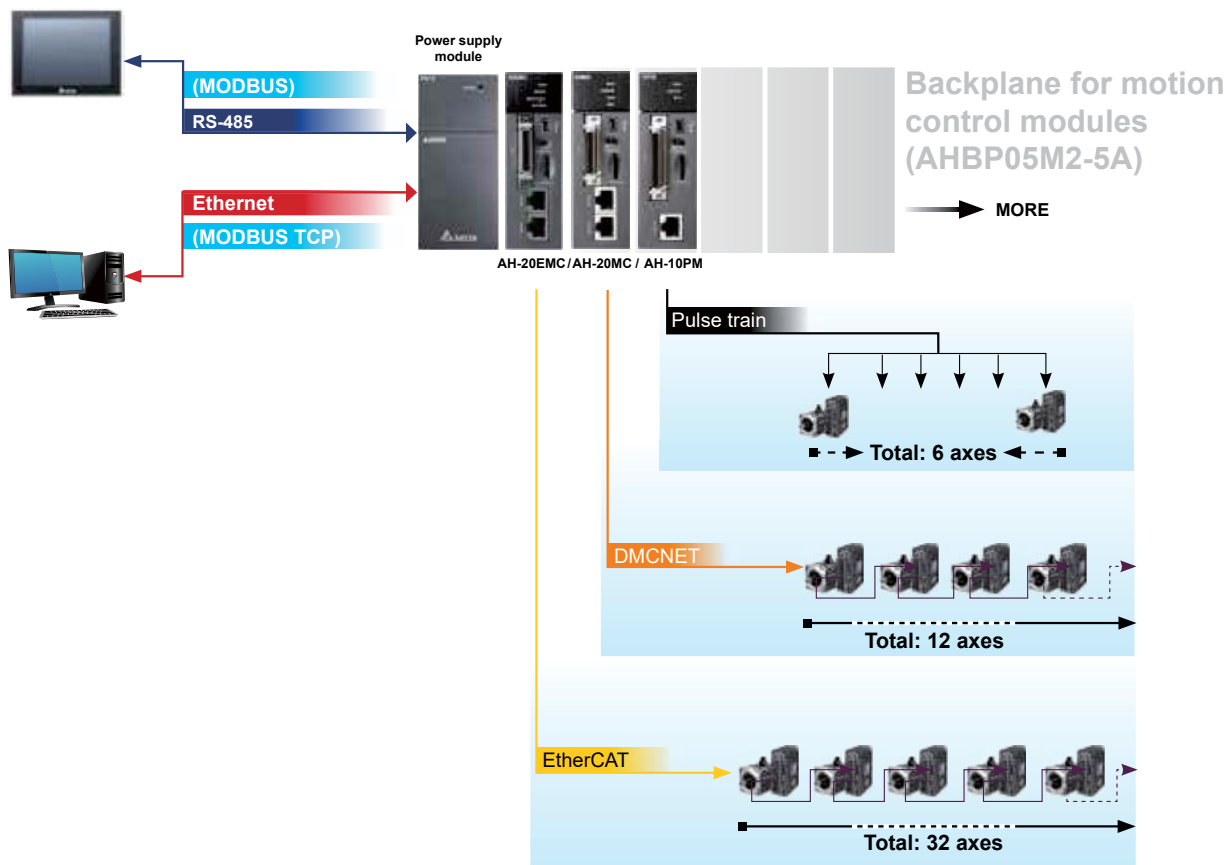 Power supply
module
(MODBUS)
RS-485
Ethernet
(MODBUS TCP)
Backplane for motion
control modules
(AHBP05M2-5A)
MORE
AH-20EMC / AH-20MC / AH-10PM
Pulse train
Total: 6 axes
DMCNET
Total: 12 axes
EtherCAT
Total: 32 axes